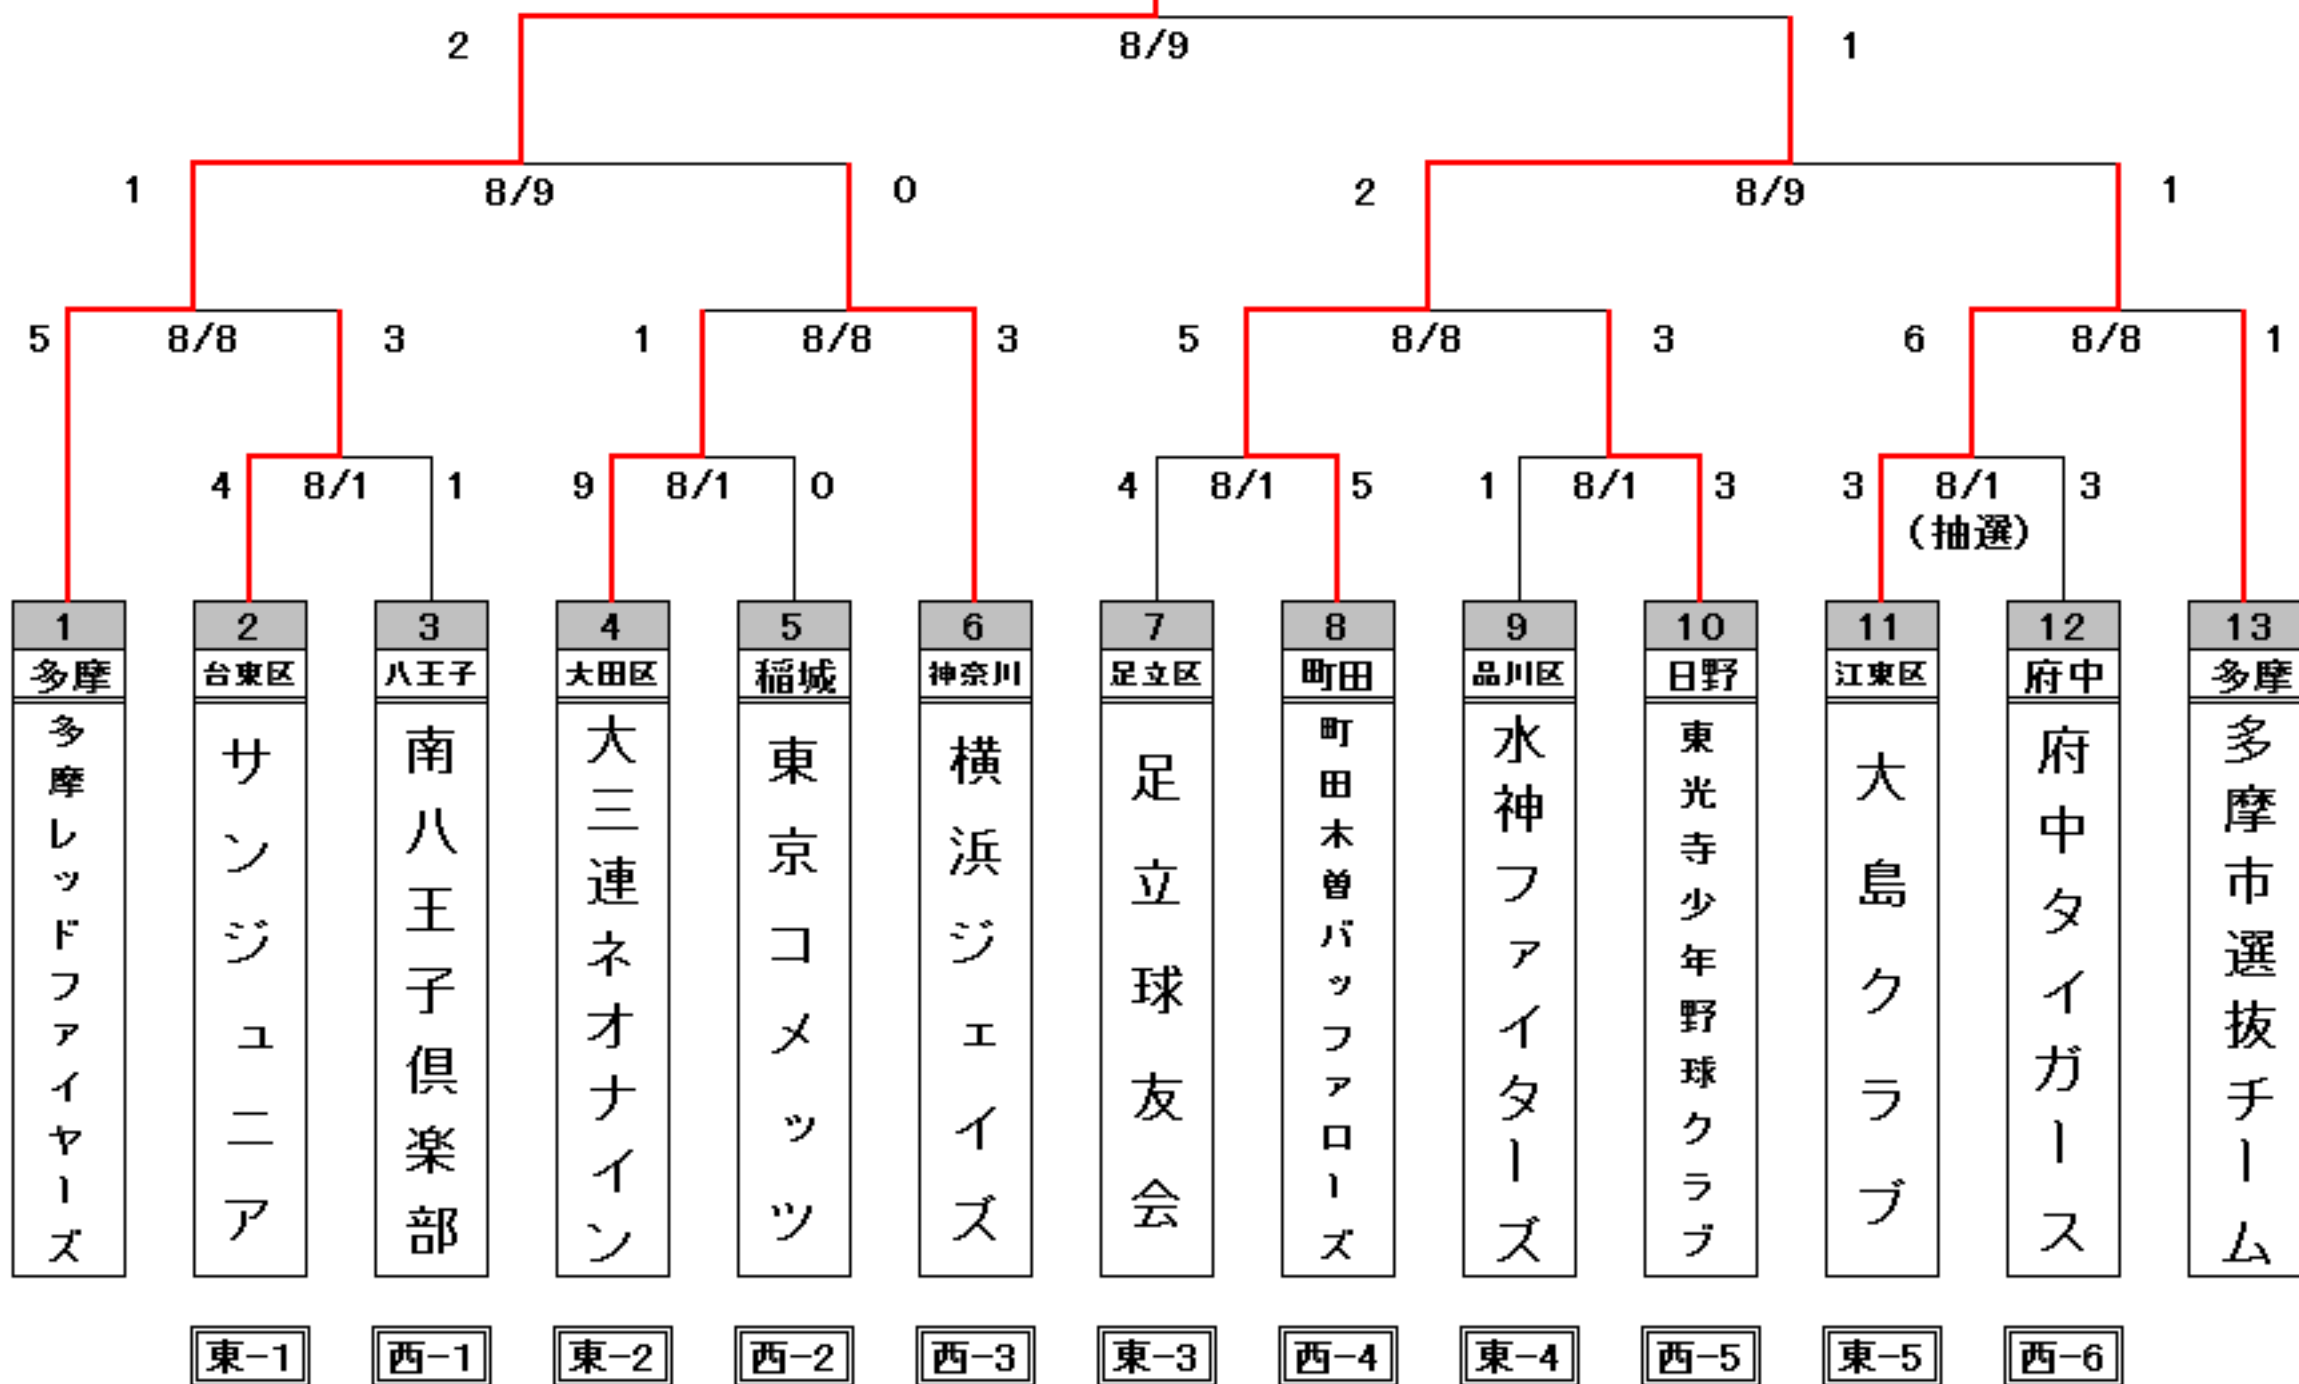 2 8/9 1
1 8/9 0 2 8/9 1
5 8/8 3 1 8/8 3 5 8/8 3 6 8/8 1
4 8/1 1 9 8/1 0 4 8/1 5 1 8/1 3 3 8/1 3
(抽選)
1 2 3 4 5 6 7 8 9 10 11 12 13
多摩 台東区 八王子 大田区 稲城 神奈川 足立区 町田 品川区 日野 江東区 府中 多摩
多摩レッドファイヤーズ
サンジュニア
南八王子倶楽部
大三連ネオナイン
東京コメッツ
横浜ジェイズ
足立球友会
町田木曽バッファローズ
水神ファイターズ
東光寺少年野球クラブ
大島クラブ
府中タイガース
多摩市選抜チーム
東-1 西-1 東-2 西-2 西-3 東-3 西-4 東-4 西-5 東-5 西-6